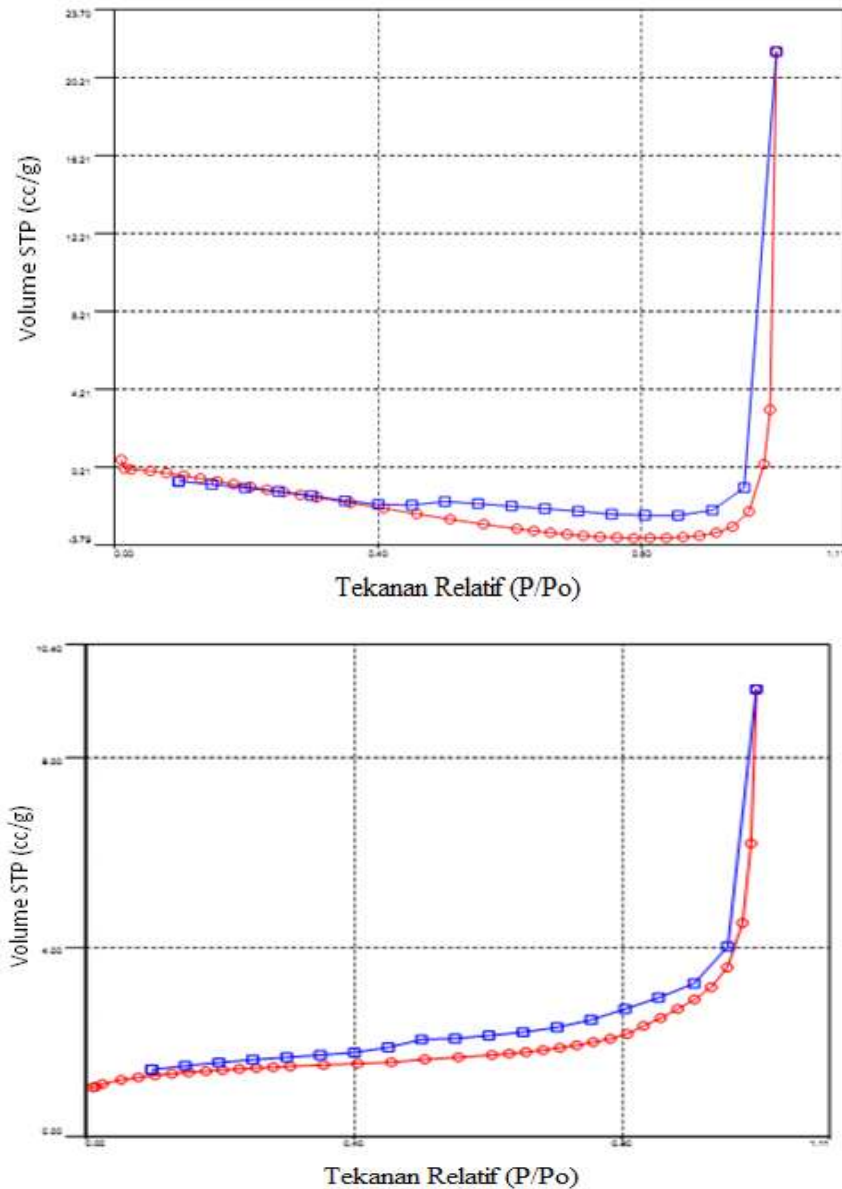 23.70
20.21
16.21
12.21
8.21
4.21
0.21
-3.79
Volume STP (cc/g)
0.00 0.40 0.80 1.11
Tekanan Relatif (P/Po)
10.40
8.00
4.00
0.00
Volume STP (cc/g)
0.00 0.40 0.80 1.11
Tekanan Relatif (P/Po)